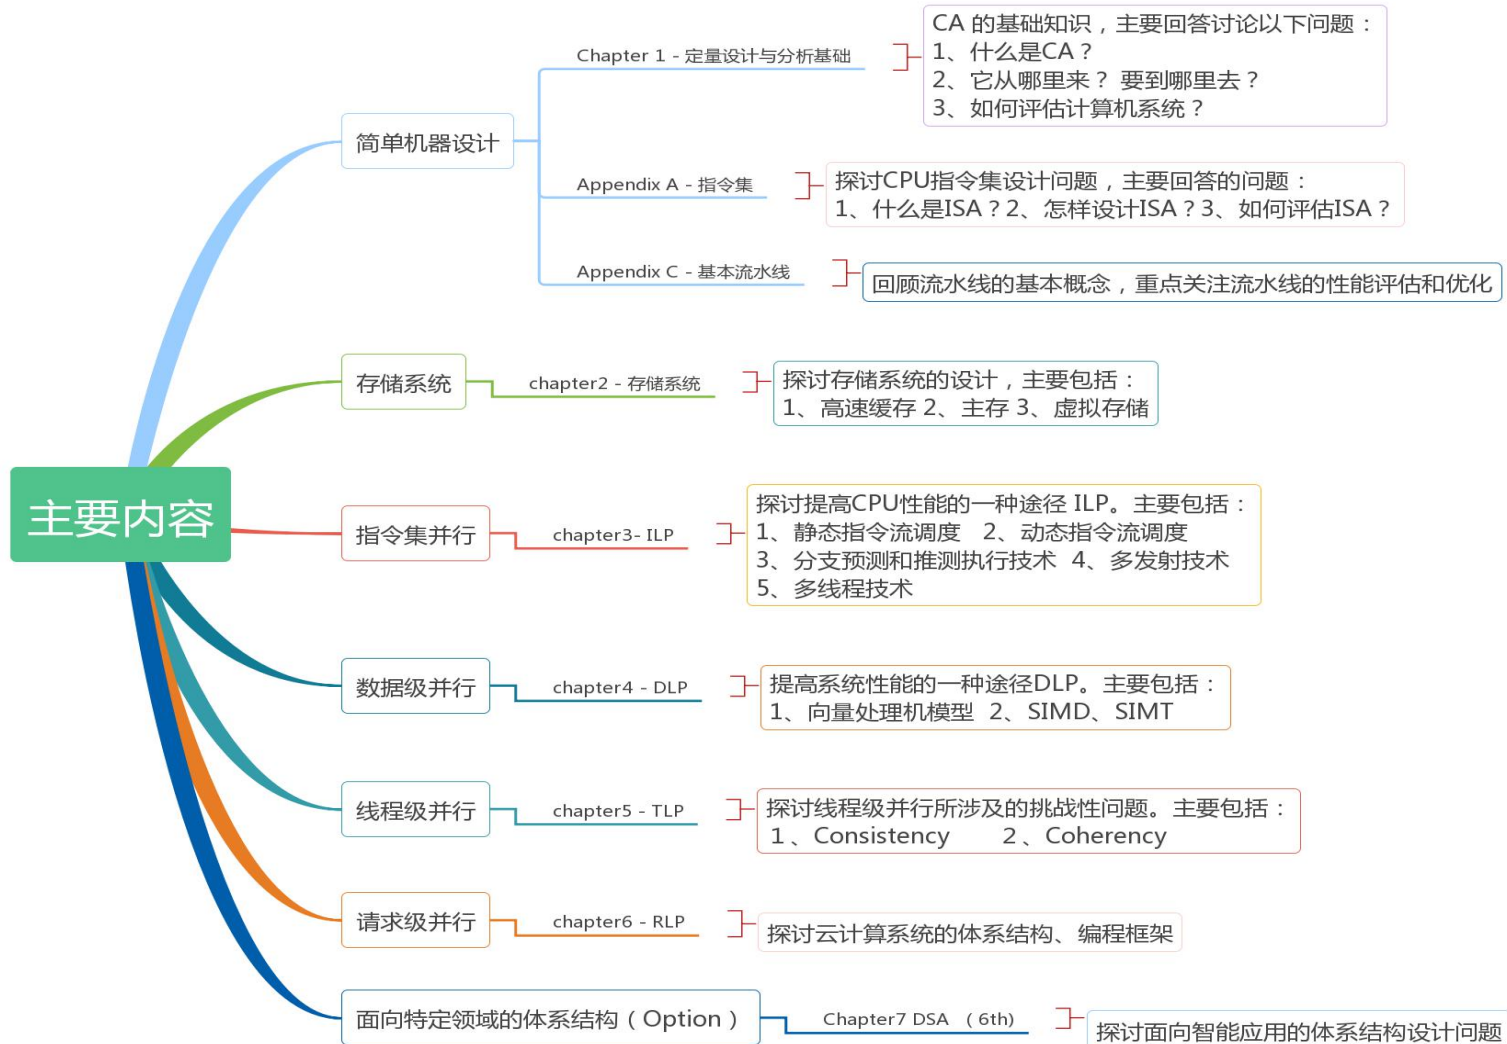 主要内容
简单机器设计
Chapter 1 - 定量设计与分析基础
CA 的基础知识，主要回答讨论以下问题：
1、什么是CA？
2、它从哪里来？ 要到哪里去？
3、如何评估计算机系统？
Appendix A - 指令集
探讨CPU指令集设计问题，主要回答的问题：
1、什么是ISA？2、怎样设计ISA？3、如何评估ISA？
Appendix C - 基本流水线
回顾流水线的基本概念，重点关注流水线的性能评估和优化
存储系统
chapter2 - 存储系统
探讨存储系统的设计，主要包括：
1、高速缓存 2、主存 3、虚拟存储
指令集并行
chapter3- ILP
探讨提高CPU性能的一种途径 ILP。主要包括：
1、静态指令流调度 2、动态指令流调度
3、分支预测和推测执行技术 4、多发射技术
5、多线程技术
数据级并行
chapter4 - DLP
提高系统性能的一种途径DLP。主要包括：
1、向量处理机模型 2、SIMD、SIMT
线程级并行
chapter5 - TLP
探讨线程级并行所涉及的挑战性问题。主要包括：
１、Consistency ２、Coherency
请求级并行
chapter6 - RLP
探讨云计算系统的体系结构、编程框架
面向特定领域的体系结构（Option）
Chapter7 DSA （6th)
探讨面向智能应用的体系结构设计问题